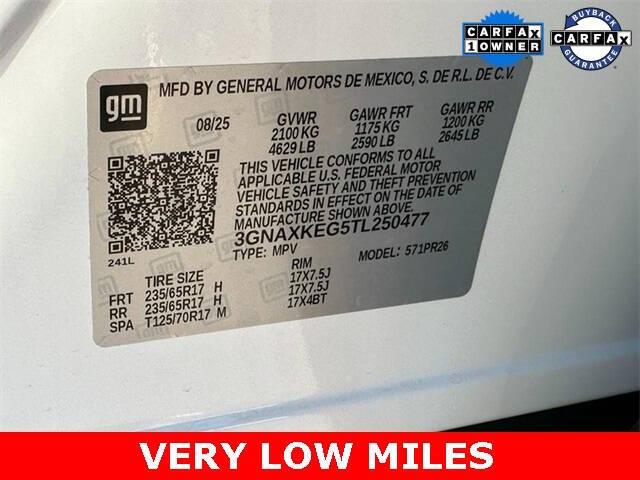 CARFAX
1 OWNER
BUYBACK
CARFAX
GUARANTEE
gm
MFD BY GENERAL MOTORS DE MEXICO, S. DE R.L. DE C.V.
08/25 GVWR GAWR FRT GAWR RR
2100 KG 1175 KG 1200 KG
4629 LB 2590 LB 2645 LB
THIS VEHICLE CONFORMS TO ALL
APPLICABLE U.S. FEDERAL MOTOR
VEHICLE SAFETY AND THEFT PREVENTION
STANDARDS IN EFFECT ON THE DATE OF
MANUFACTURE SHOWN ABOVE.
3GNAXKEG5TL250477
TYPE: MPV MODEL: 571PR26
241L
TIRE SIZE RIM
FRT 235/65R17 H 17X7.5J
RR 235/65R17 H 17X7.5J
SPA T125/70R17 M 17X4BT
VERY LOW MILES